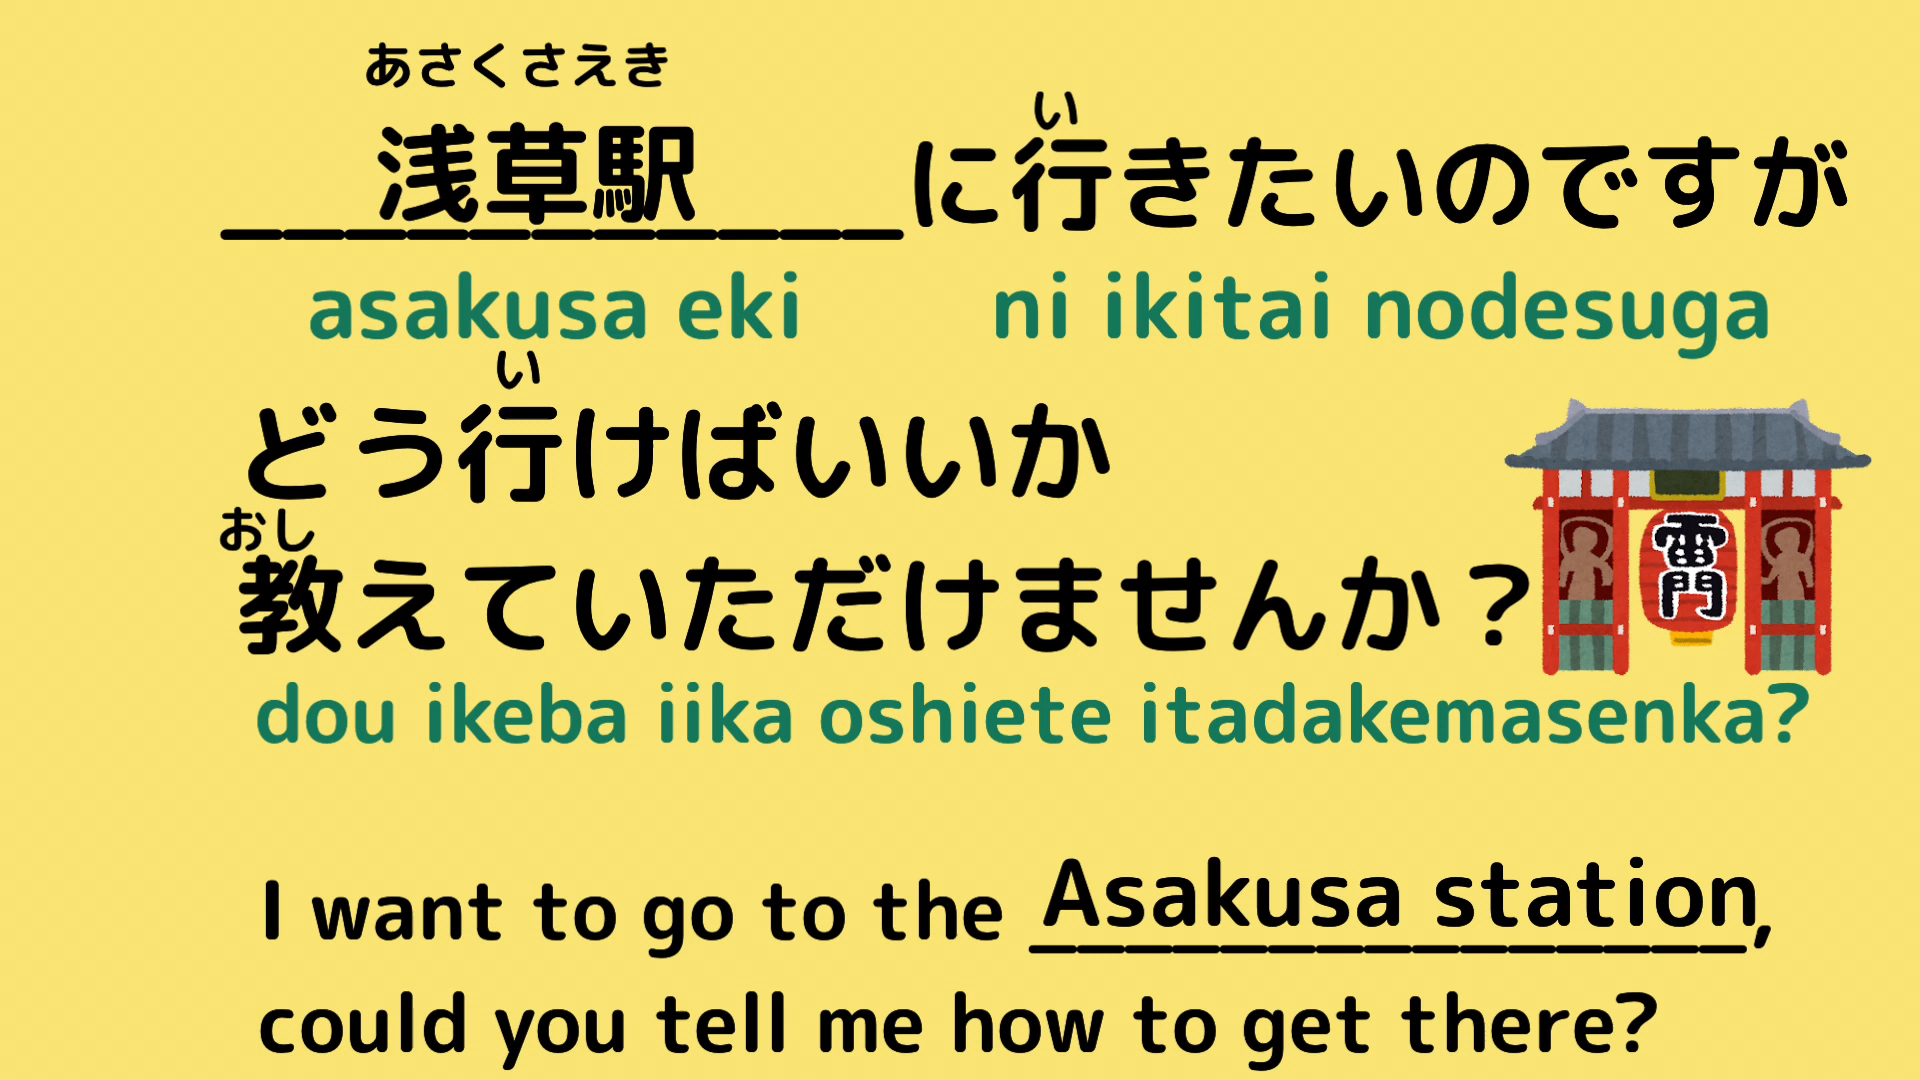 あさくさえき
い
浅草駅に行きたいのですが
asakusa eki ni ikitai nodesuga
い
どう行けばいいか
おし
教えていただけませんか？
雷門
dou ikeba iika oshiete itadakemasenka?
I want to go to the Asakusa station,
could you tell me how to get there?